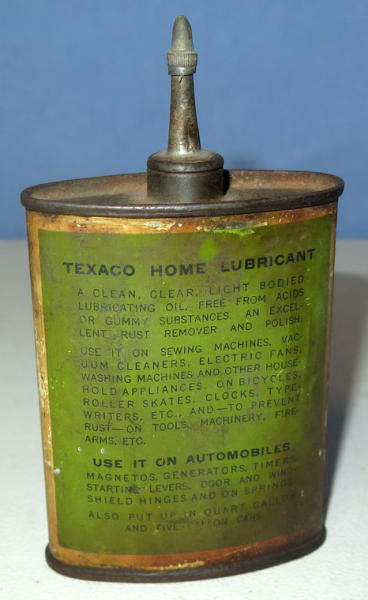 TEXACO HOME LUBRICANT
A CLEAN, CLEAR, LIGHT BODIED
LUBRICATING OIL, FREE FROM ACIDS
OR GUMMY SUBSTANCES. AN EXCEL-
LENT RUST REMOVER AND POLISH.
USE IT ON SEWING MACHINES, VAC-
UUM CLEANERS, ELECTRIC FANS,
WASHING MACHINES AND OTHER HOUSE-
HOLD APPLIANCES. ON BICYCLES,
ROLLER SKATES, CLOCKS, TYPE-
WRITERS, ETC., AND—TO PREVENT
RUST—ON TOOLS, MACHINERY, FIRE-
ARMS, ETC.
USE IT ON AUTOMOBILES
MAGNETOS, GENERATORS, TIMERS,
STARTING LEVERS, DOOR AND WIND-
SHIELD HINGES AND ON SPRINGS
ALSO PUT UP IN QUART, GALLON
AND FIVE GALLON CANS.